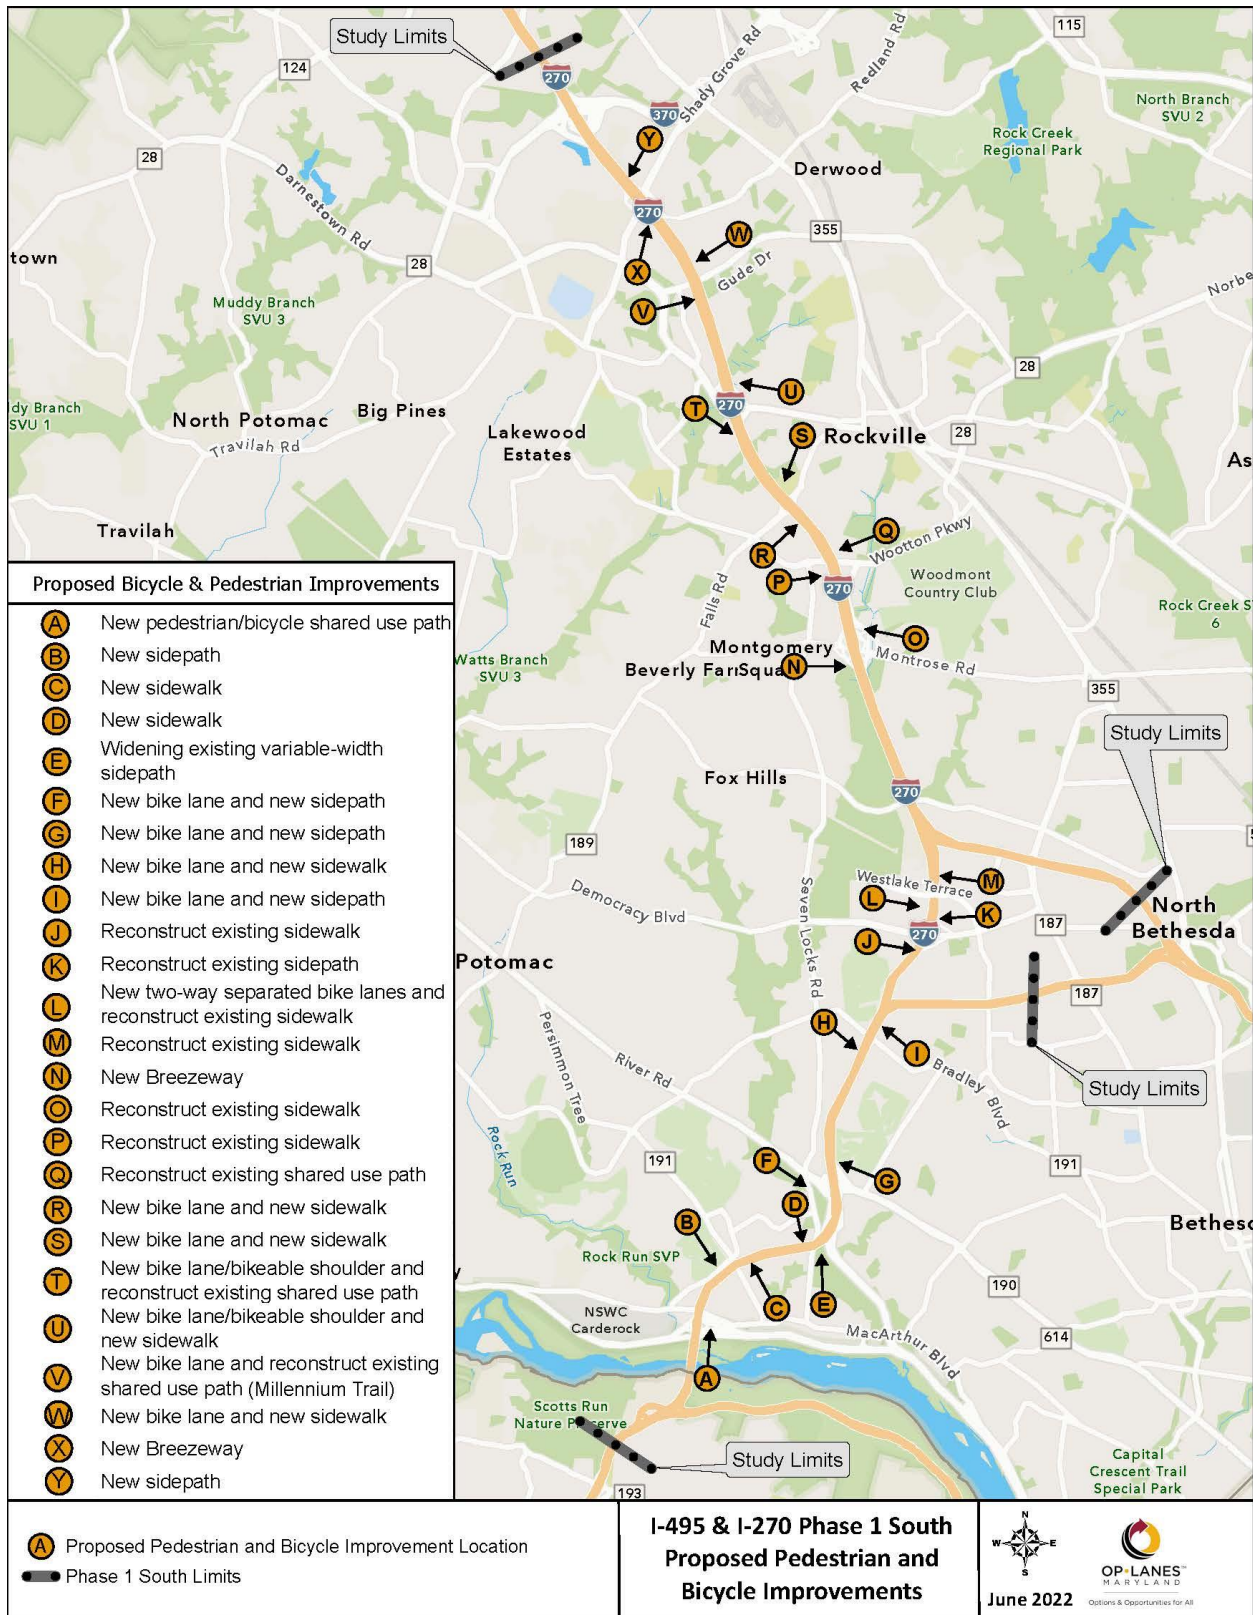 Study Limits
115
124
270
Shady Grove Rd
Redland Rd
370
North Branch
SVU 2
Rock Creek
Regional Park
Y
28
Derwood
Darnestown Rd
270
W
355
town
28
X
Gude Dr
Norbe
Muddy Branch
SVU 3
V
28
U
270
T
dy Branch
SVU 1
North Potomac
Big Pines
Travilah Rd
Lakewood
Estates
S
Rockville
28
As
Travilah
Q
Wootton Pkwy
R
P
270
Woodmont
Country Club
Falls Rd
Rock Creek S
6
O
Montgomery
Beverly Far
Squa
N
Montrose Rd
Watts Branch
SVU 3
355
Study Limits
Fox Hills
270
189
Westlake Terrace
M
L
K
Democracy Blvd
Seven Locks Rd
270
187
North
Bethesda
J
Potomac
187
Persimmon Tree
H
I
River Rd
Bradley Blvd
Study Limits
Rock Run
191
F
191
G
D
B
Bethesd
Rock Run SVP
y
C
E
190
NSWC
Carderock
MacArthur Blvd
614
A
Scotts Run
Nature Preserve
Study Limits
Capital
Crescent Trail
Special Park
193
Proposed Bicycle & Pedestrian Improvements
A New pedestrian/bicycle shared use path
B New sidepath
C New sidewalk
D New sidewalk
E Widening existing variable-width
sidepath
F New bike lane and new sidepath
G New bike lane and new sidepath
H New bike lane and new sidewalk
I New bike lane and new sidepath
J Reconstruct existing sidewalk
K Reconstruct existing sidepath
L New two-way separated bike lanes and
reconstruct existing sidewalk
M Reconstruct existing sidewalk
N New Breezeway
O Reconstruct existing sidewalk
P Reconstruct existing sidewalk
Q Reconstruct existing shared use path
R New bike lane and new sidewalk
S New bike lane and new sidewalk
T New bike lane/bikeable shoulder and
reconstruct existing shared use path
U New bike lane/bikeable shoulder and
new sidewalk
V New bike lane and reconstruct existing
shared use path (Millennium Trail)
W New bike lane and new sidewalk
X New Breezeway
Y New sidepath
A Proposed Pedestrian and Bicycle Improvement Location
Phase 1 South Limits
I-495 & I-270 Phase 1 South
Proposed Pedestrian and
Bicycle Improvements
N
W E
S
June 2022
OP•LANES™
MARYLAND
Options & Opportunities for All